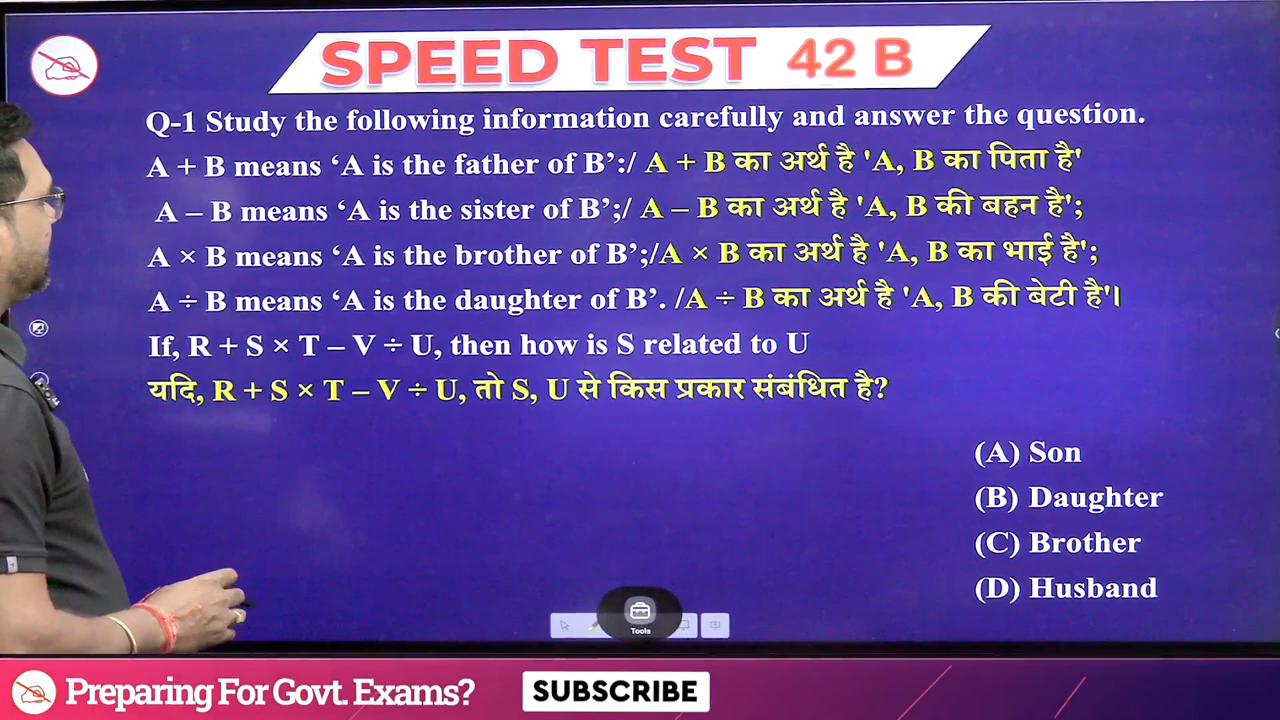 SPEED TEST 42 B
Q-1 Study the following information carefully and answer the question.
A + B means ‘A is the father of B’:/ A + B का अर्थ है 'A, B का पिता है'
A – B means ‘A is the sister of B’;/ A – B का अर्थ है 'A, B की बहन है';
A × B means ‘A is the brother of B’;/A × B का अर्थ है 'A, B का भाई है';
A ÷ B means ‘A is the daughter of B’. /A ÷ B का अर्थ है 'A, B की बेटी है'।
If, R + S × T – V ÷ U, then how is S related to U
यदि, R + S × T – V ÷ U, तो S, U से किस प्रकार संबंधित है?
(A) Son
(B) Daughter
(C) Brother
(D) Husband
Tools
Preparing For Govt. Exams? SUBSCRIBE